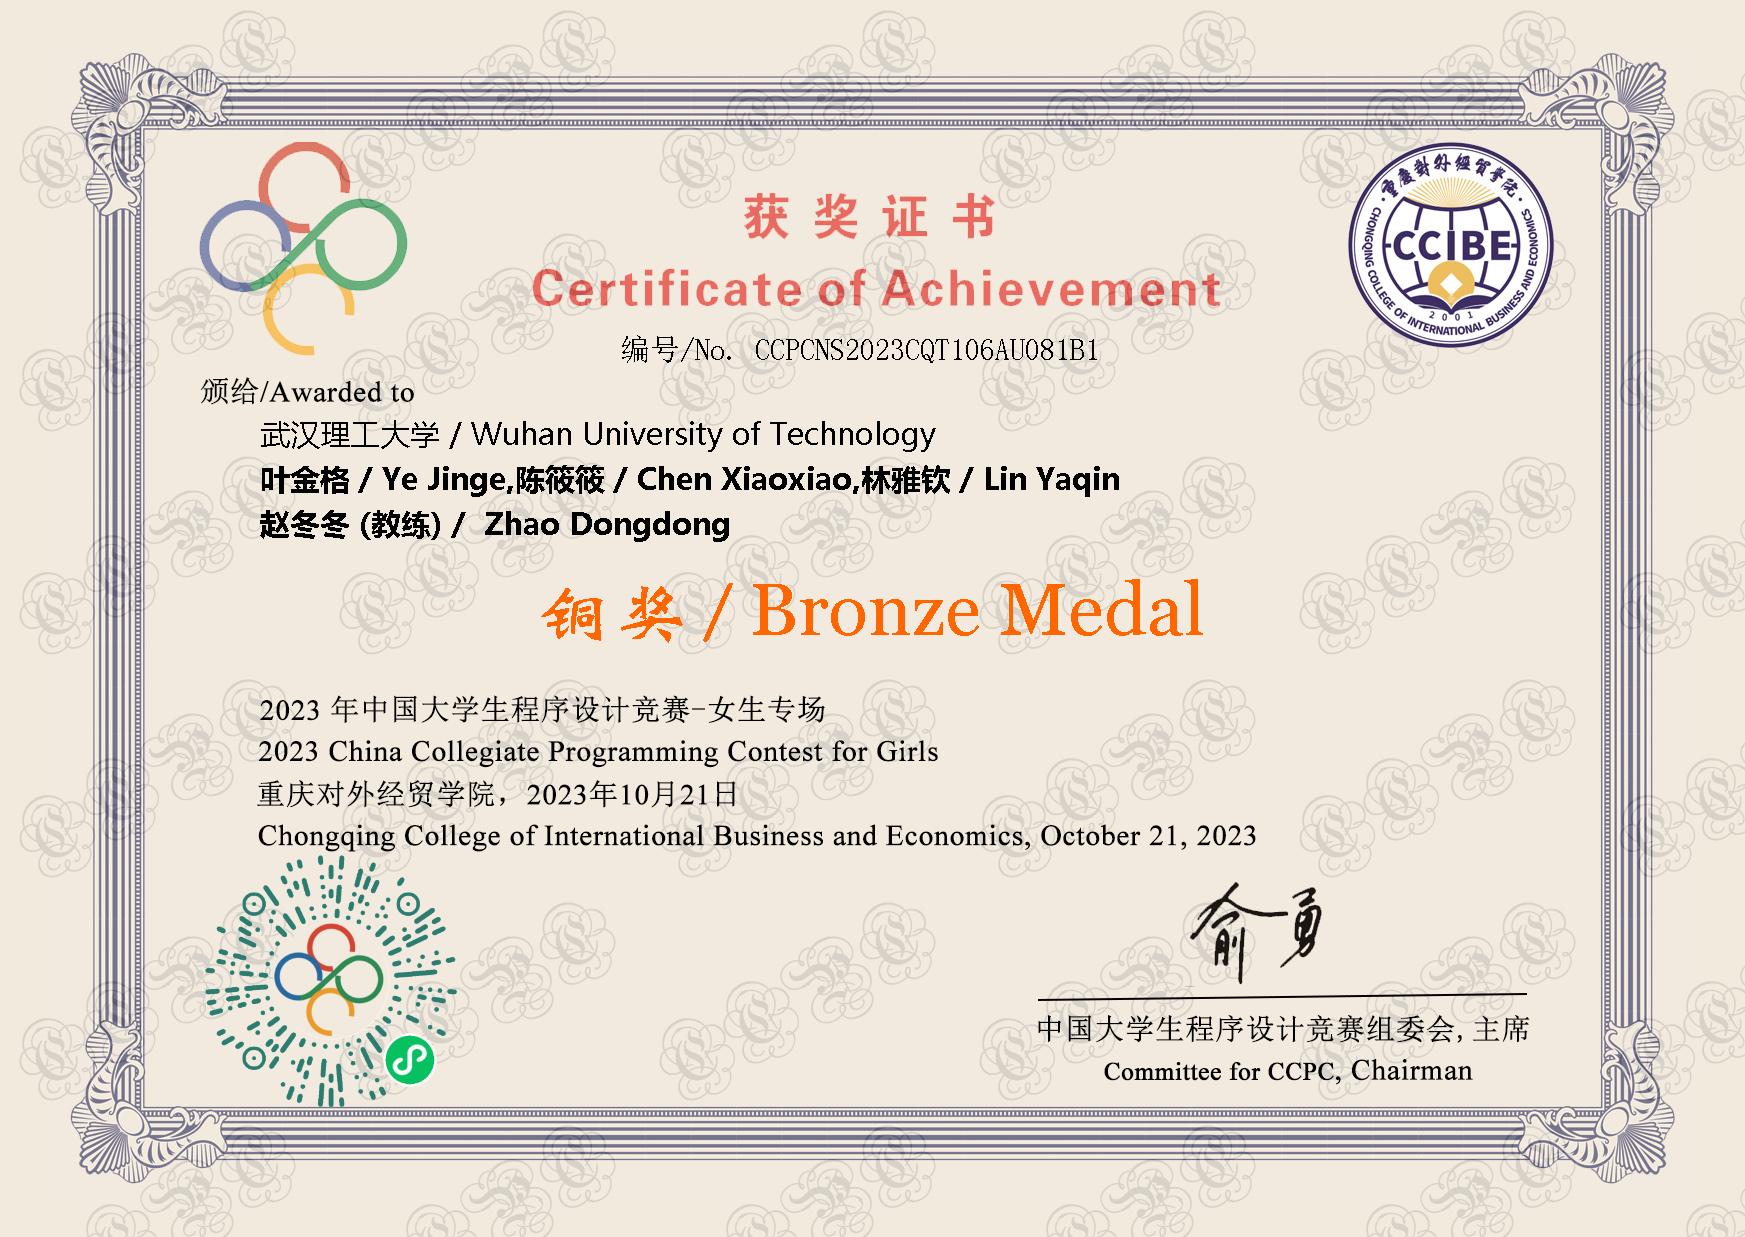 获奖证书
Certificate of Achievement
编号/No. CCPCNS2023CQT106AU081B1
重庆对外经贸学院
CHONGQING COLLEGE OF INTERNATIONAL BUSINESS AND ECONOMICS
CCIBE
2001
颁给/Awarded to
武汉理工大学 / Wuhan University of Technology
叶金格 / Ye Jinge,陈筱筱 / Chen Xiaoxiao,林雅钦 / Lin Yaqin
赵冬冬 (教练) / Zhao Dongdong
铜奖 / Bronze Medal
2023 年中国大学生程序设计竞赛-女生专场
2023 China Collegiate Programming Contest for Girls
重庆对外经贸学院，2023年10月21日
Chongqing College of International Business and Economics, October 21, 2023
俞勇
中国大学生程序设计竞赛组委会, 主席
Committee for CCPC, Chairman